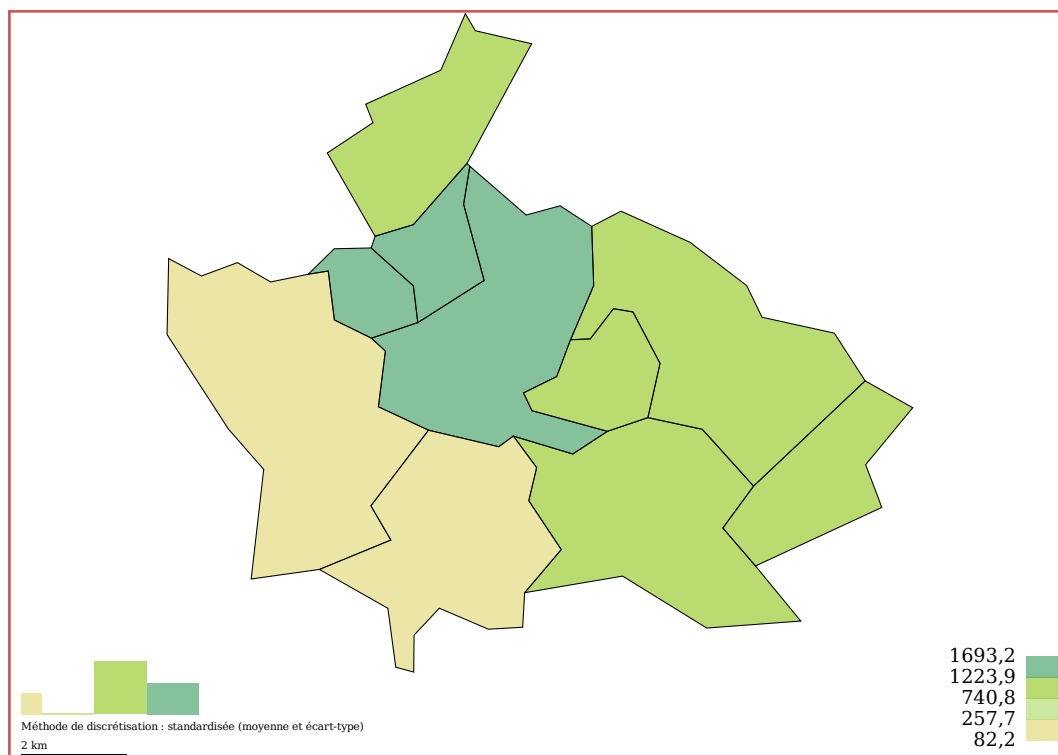 1693,2
1223,9
740,8
257,7
82,2
Méthode de discrétisation : standardisée (moyenne et écart-type)
2 km